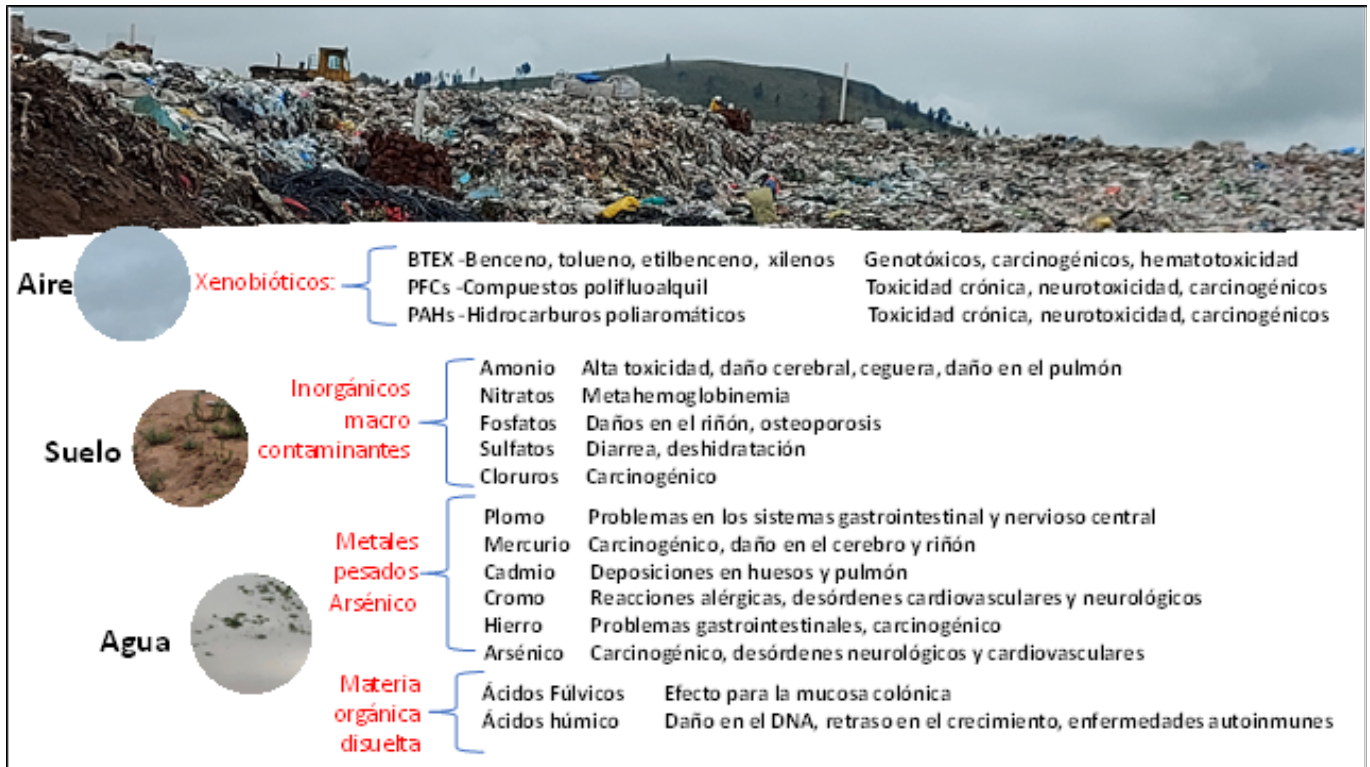 Aire
Xenobióticos:
BTEX -Benceno, tolueno, etilbenceno, xilenos Genotóxicos, carcinogénicos, hematotoxicidad
PFCs -Compuestos polifluoalquil Toxicidad crónica, neurotoxicidad, carcinogénicos
PAHs- Hidrocarburos poliaromáticos Toxicidad crónica, neurotoxicidad, carcinogénicos
Suelo
Inorgánicos
macro
contaminantes
Amonio Alta toxicidad, daño cerebral, ceguera, daño en el pulmón
Nitratos Metahemoglobinemia
Fosfatos Daños en el riñón, osteoporosis
Sulfatos Diarrea, deshidratación
Cloruros Carcinogénico
Agua
Metales
pesados
Arsénico
Plomo Problemas en los sistemas gastrointestinal y nervioso central
Mercurio Carcinogénico, daño en el cerebro y riñón
Cadmio Deposiciones en huesos y pulmón
Cromo Reacciones alérgicas, desórdenes cardiovasculares y neurológicos
Hierro Problemas gastrointestinales, carcinogénico
Arsénico Carcinogénico, desórdenes neurológicos y cardiovasculares
Materia
orgánica
disuelta
Ácidos Fúlvicos Efecto para la mucosa colónica
Ácidos húmico Daño en el DNA, retraso en el crecimiento, enfermedades autoinmunes